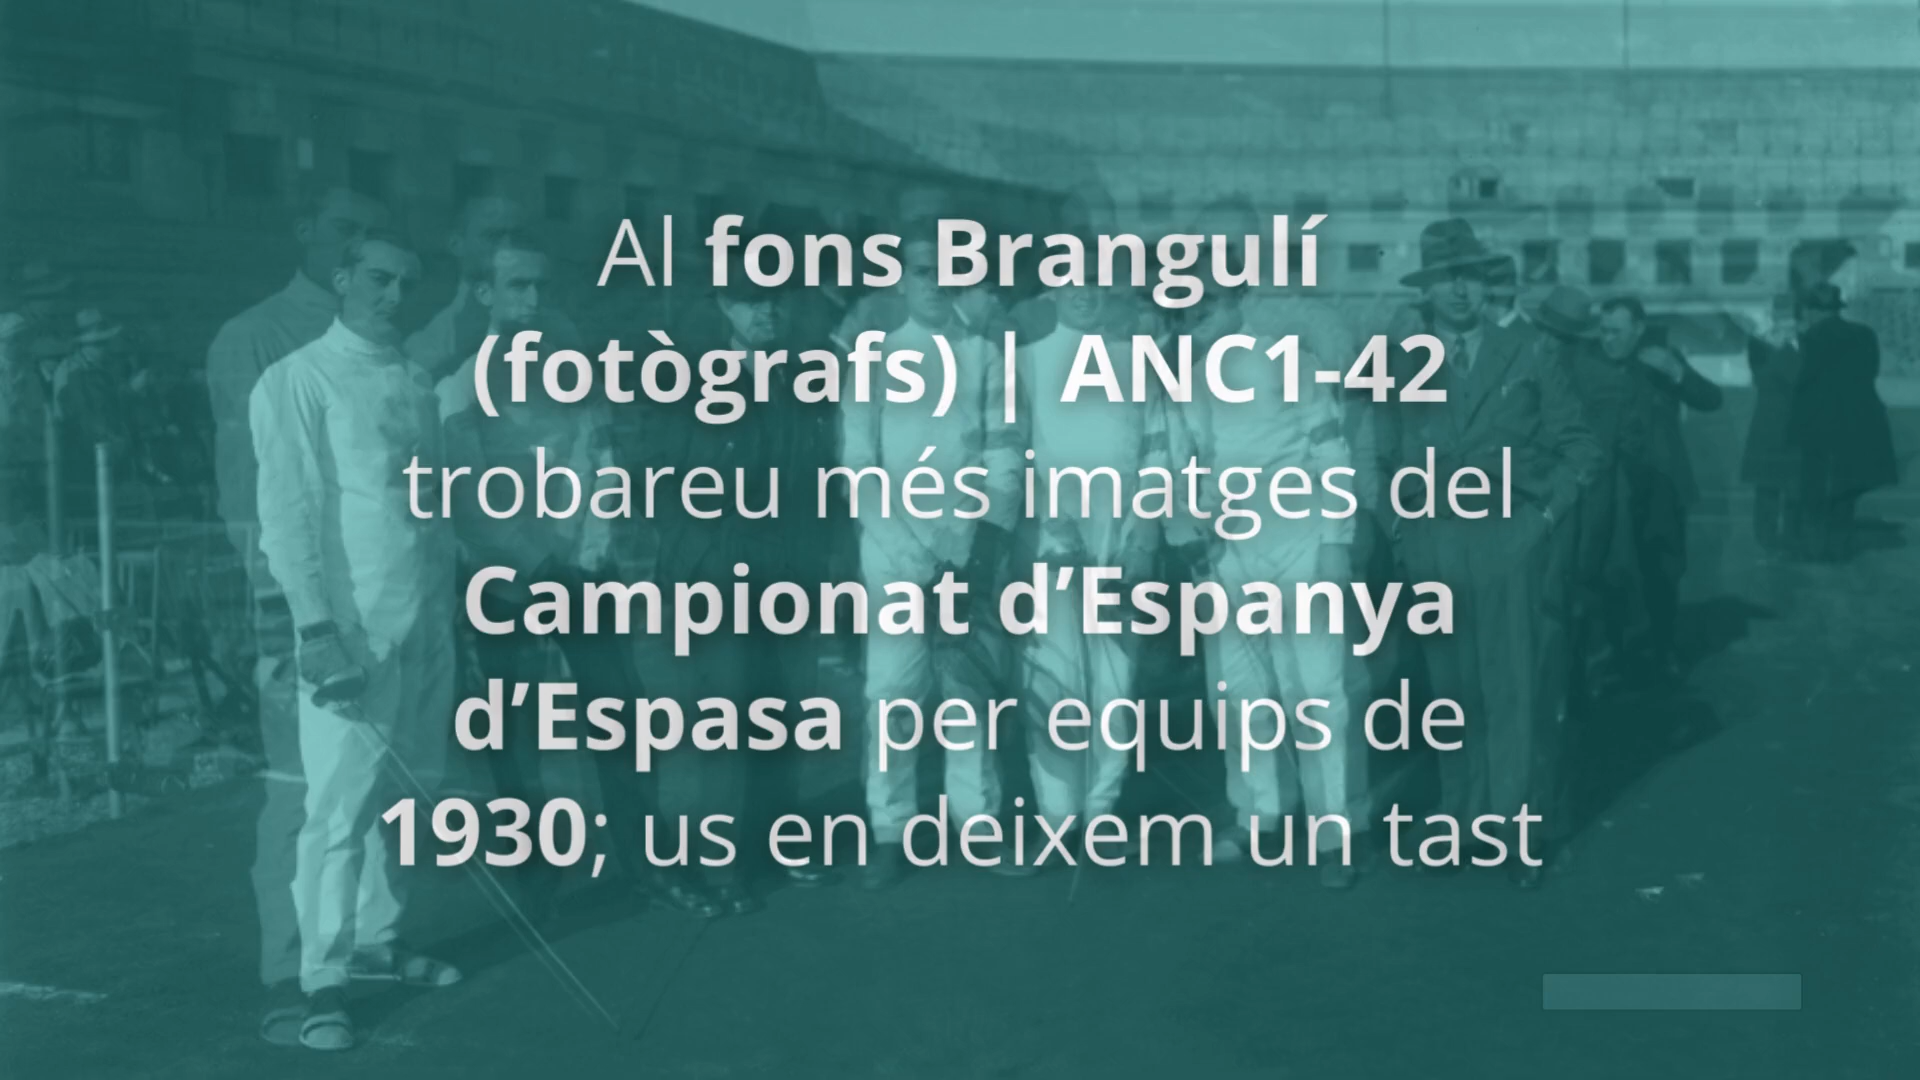 Al fons Brangulí
(fotògrafs) | ANC1-42
trobareu més imatges del
Campionat d’Espanya
d’Espasa per equips de
1930; us en deixem un tast